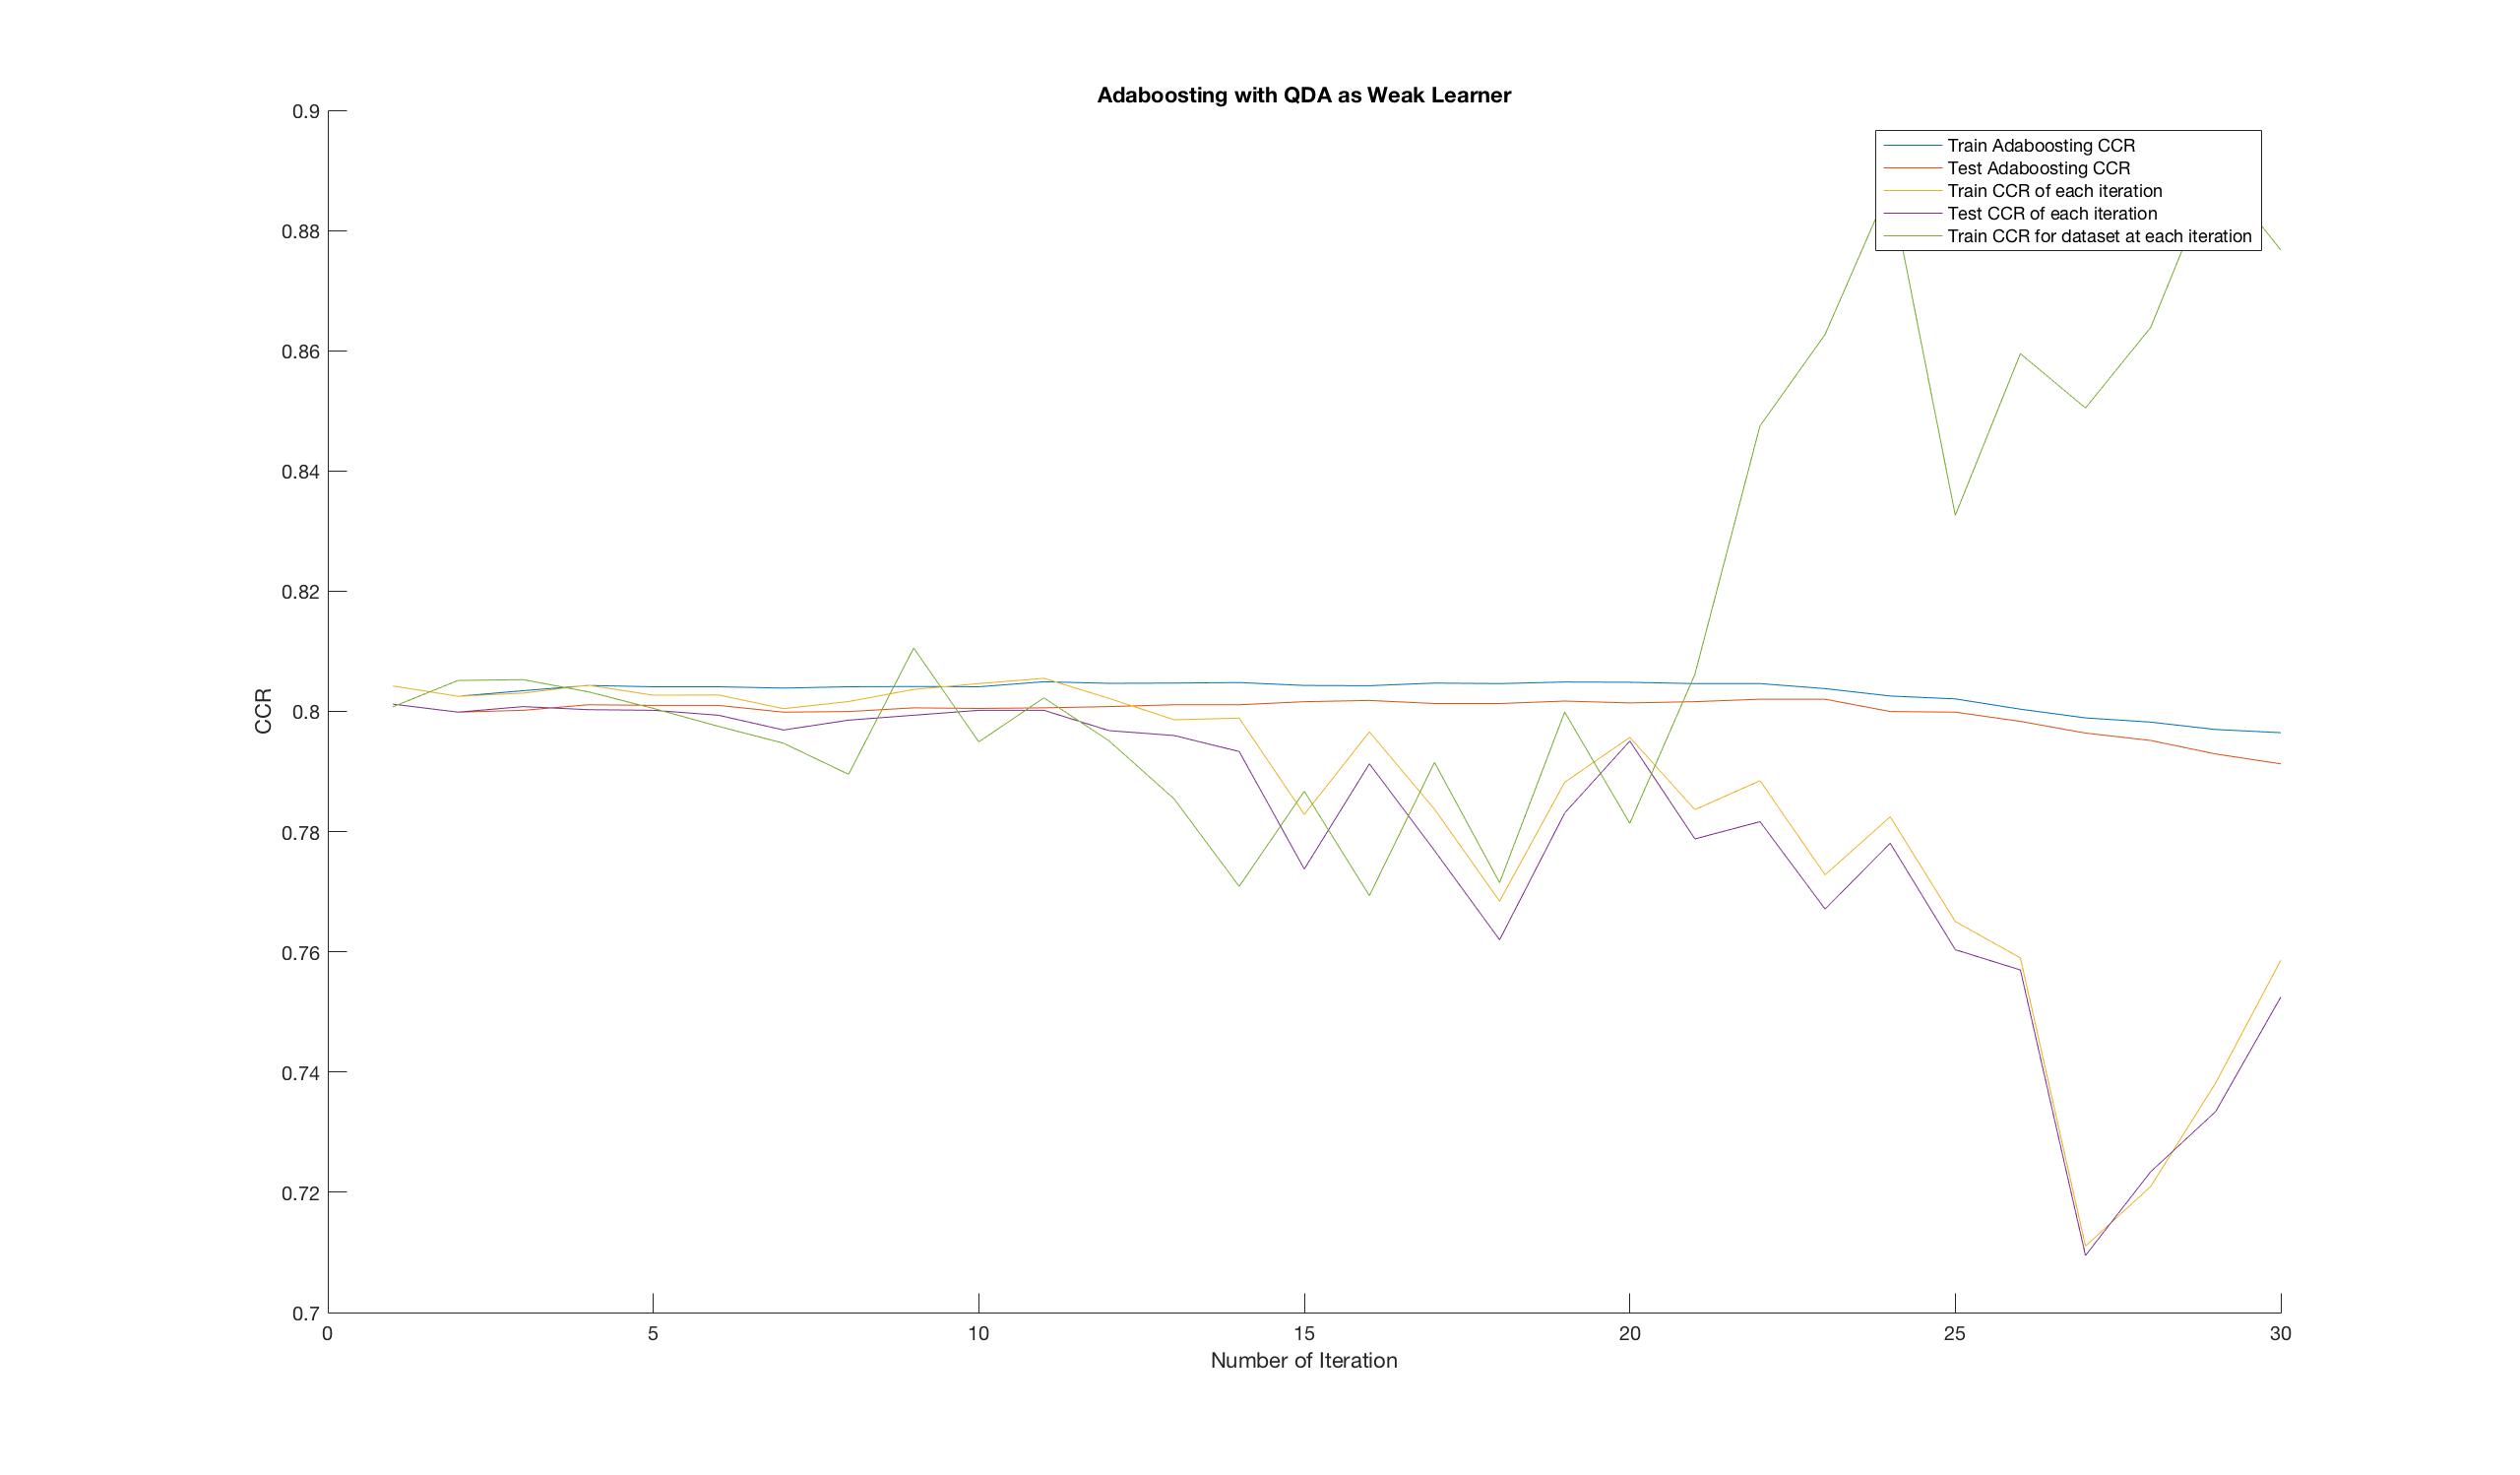 Adaboosting with QDA as Weak Learner
0.9
0.88
0.86
0.84
0.82
0.8
0.78
0.76
0.74
0.72
0.7
CCR
Train Adaboosting CCR
Test Adaboosting CCR
Train CCR of each iteration
Test CCR of each iteration
Train CCR for dataset at each iteration
0 5 10 15 20 25 30
Number of Iteration